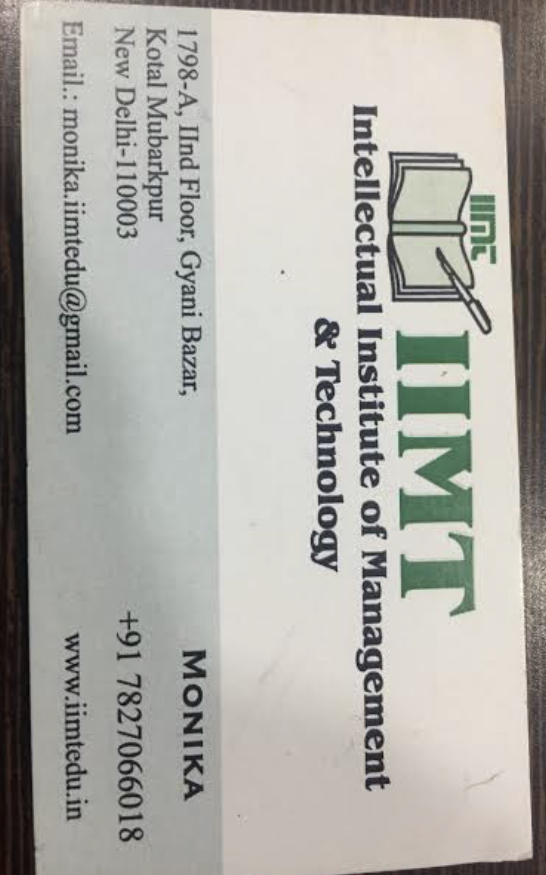 iimt
IIMT
Intellectual Institute of Management
& Technology
MONIKA
1798-A, IInd Floor, Gyani Bazar,
Kotal Mubarkpur
New Delhi-110003
+91 7827066018
Email.: monika.iimtedu@gmail.com
www.iimtedu.in